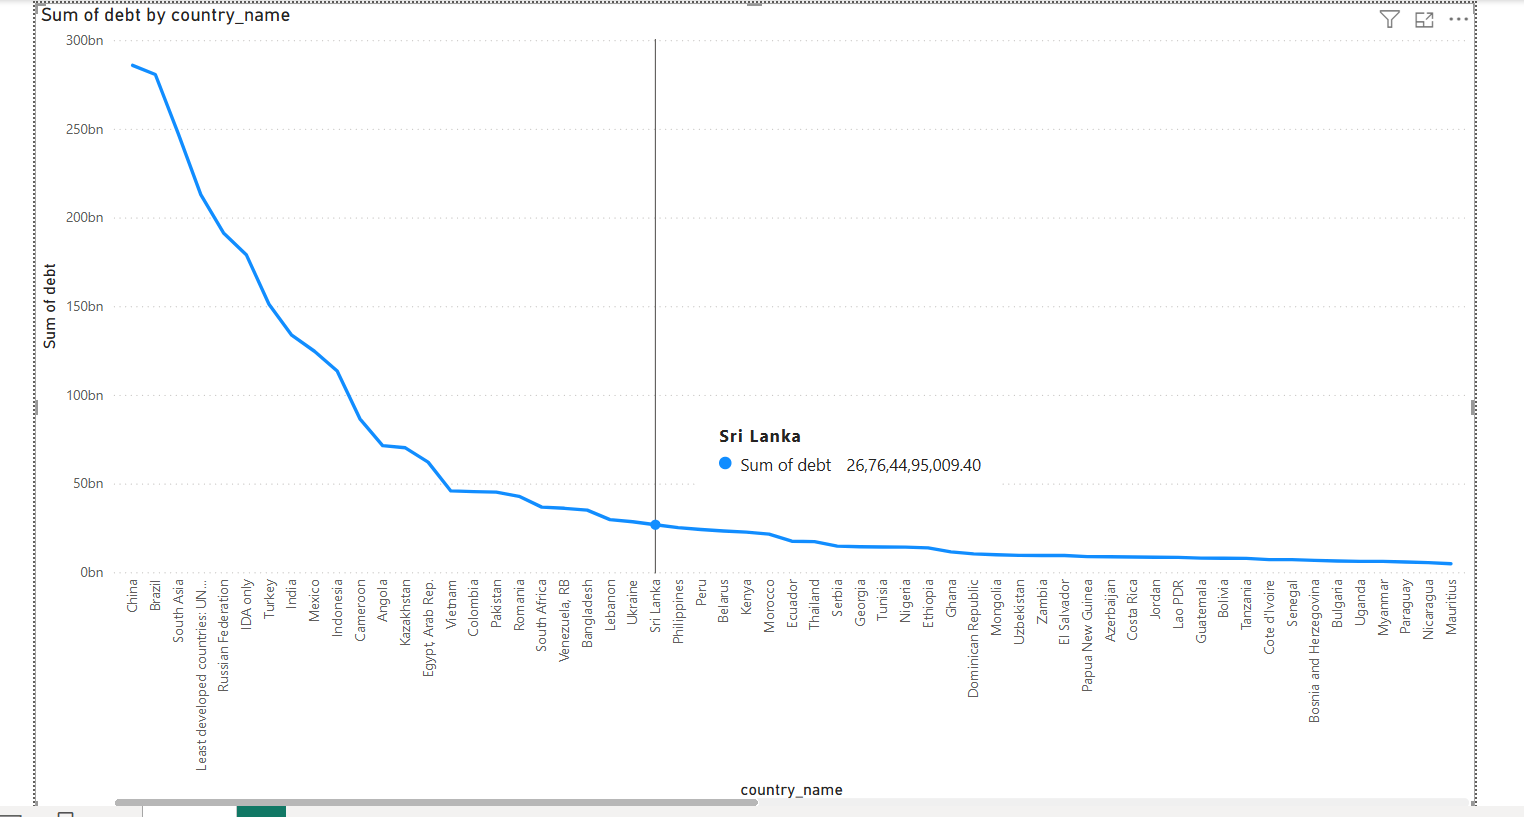 Sum of debt by country_name
300bn
250bn
200bn
150bn
100bn
50bn
0bn
Sum of debt
Sri Lanka
Sum of debt 26,76,44,95,009.40
China
Brazil
South Asia
Least developed countries: UN...
Russian Federation
IDA only
Turkey
India
Mexico
Indonesia
Cameroon
Angola
Kazakhstan
Egypt, Arab Rep.
Vietnam
Colombia
Pakistan
Romania
South Africa
Venezuela, RB
Bangladesh
Lebanon
Ukraine
Sri Lanka
Philippines
Peru
Belarus
Kenya
Morocco
Ecuador
Thailand
Serbia
Georgia
Tunisia
Nigeria
Ethiopia
Ghana
Dominican Republic
Mongolia
Uzbekistan
Zambia
El Salvador
Papua New Guinea
Azerbaijan
Costa Rica
Jordan
Lao PDR
Guatemala
Bolivia
Tanzania
Cote d'Ivoire
Senegal
Bosnia and Herzegovina
Bulgaria
Uganda
Myanmar
Paraguay
Nicaragua
Mauritius
country_name